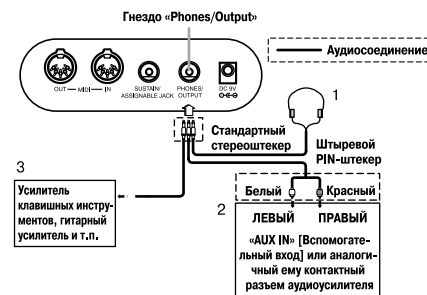 Гнездо «Phones/Output»
Аудиосоединение
OUT — MIDI — IN
SUSTAIN/
ASSIGNABLE JACK
PHONES/
OUTPUT
DC 9V
1
Стандартный
стереоштекер
Штыревой
PIN-штекер
3
Усилитель
клавишных инстру-
ментов, гитарный
усилитель и т.п.
Белый
Красный
2
ЛЕВЫЙ ПРАВЫЙ
«AUX IN» [Вспомогате-
льный вход] или аналоги-
чный ему контактный
разъем аудиоусилителя